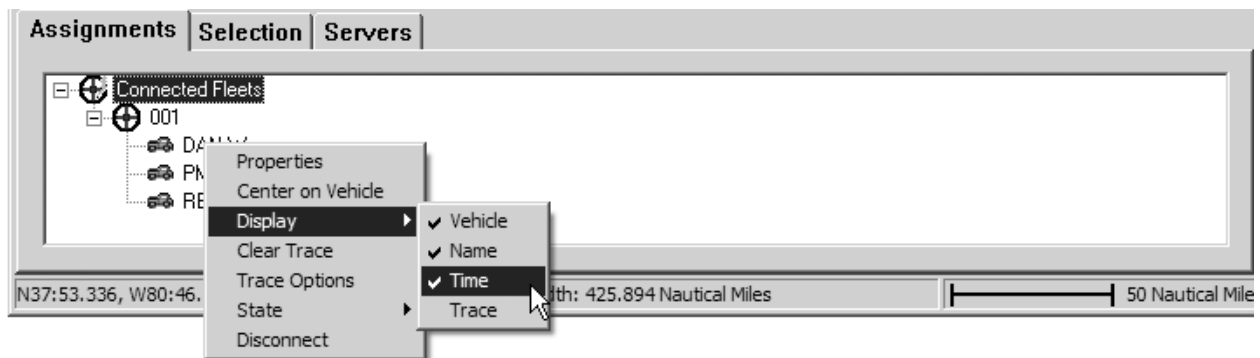 Assignments Selection Servers
Connected Fleets
001
Properties
Center on Vehicle
Display
Clear Trace
Trace Options
State
Disconnect
Vehicle
Name
Time
Trace
N37:53.336, W80:46.
425.894 Nautical Miles
50 Nautical Mile